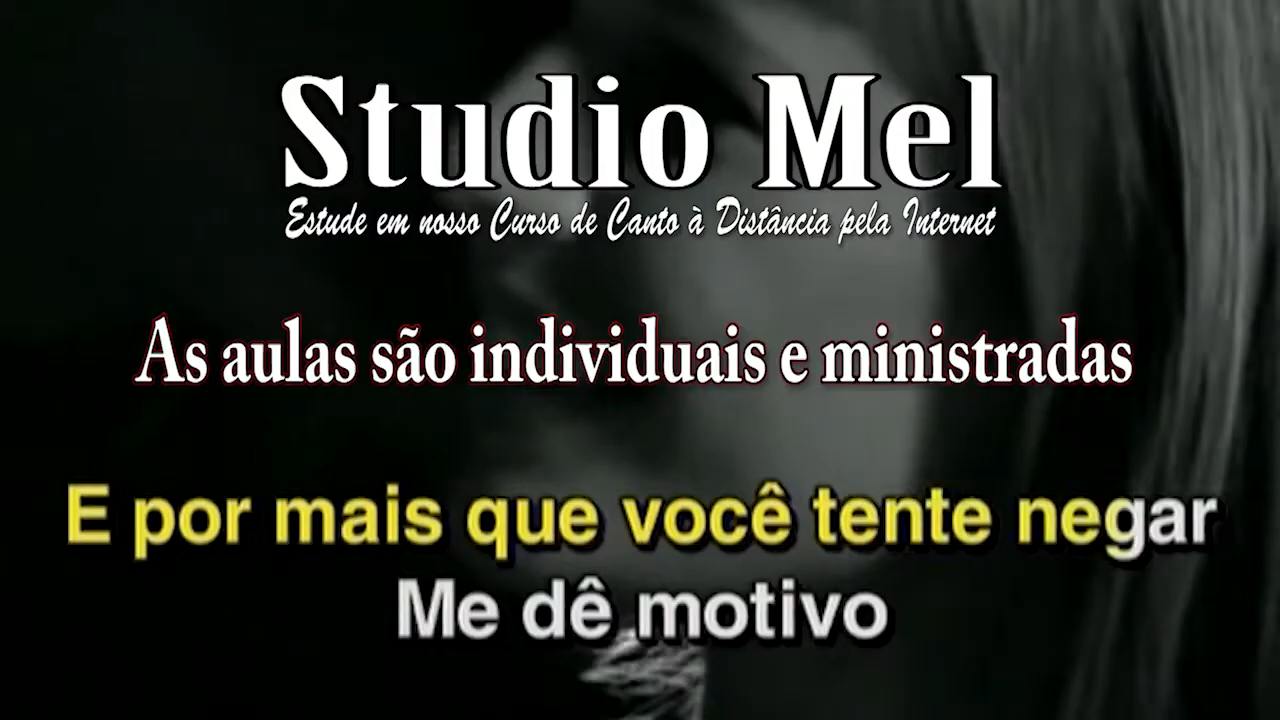 Studio Mel
Estude em nosso Curso de Canto à Distância pela Internet
As aulas são individuais e ministradas
E por mais que você tente negar
Me dê motivo